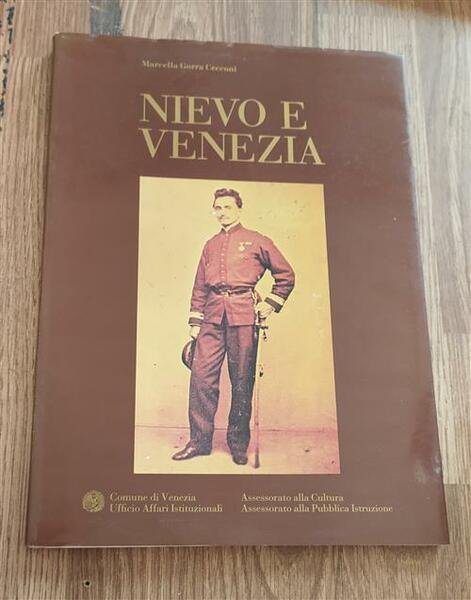 Marcella Gorra Cecconi
NIEVO E
VENEZIA
Comune di Venezia
Ufficio Affari Istituzionali
Assessorato alla Cultura
Assessorato alla Pubblica Istruzione